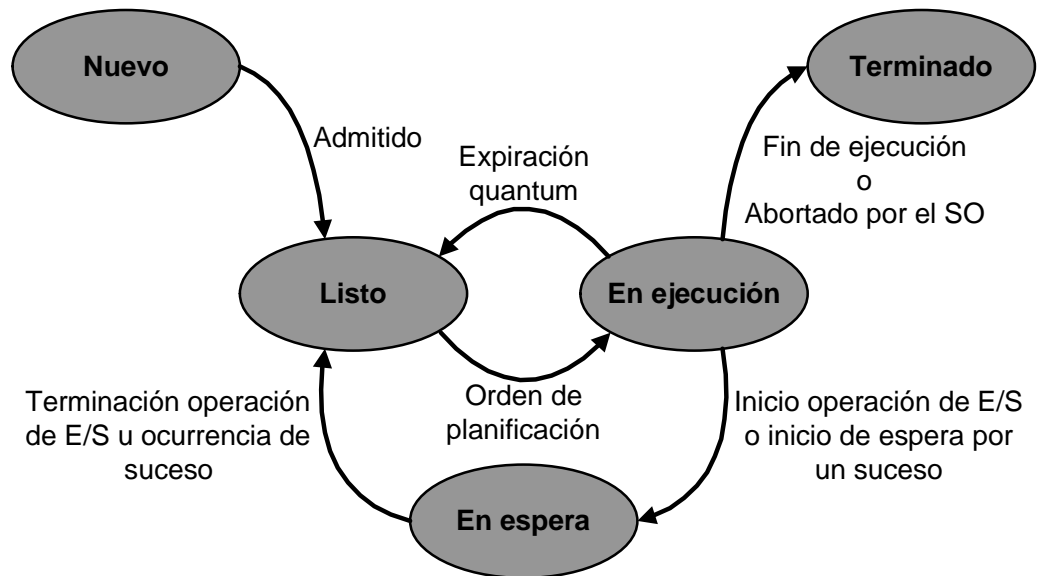 Nuevo
Terminado
Admitido
Expiración
quantum
Fin de ejecución
o
Abortado por el SO
Listo
En ejecución
Terminación operación
de E/S u ocurrencia de
suceso
Orden de
planificación
Inicio operación de E/S
o inicio de espera por
un suceso
En espera